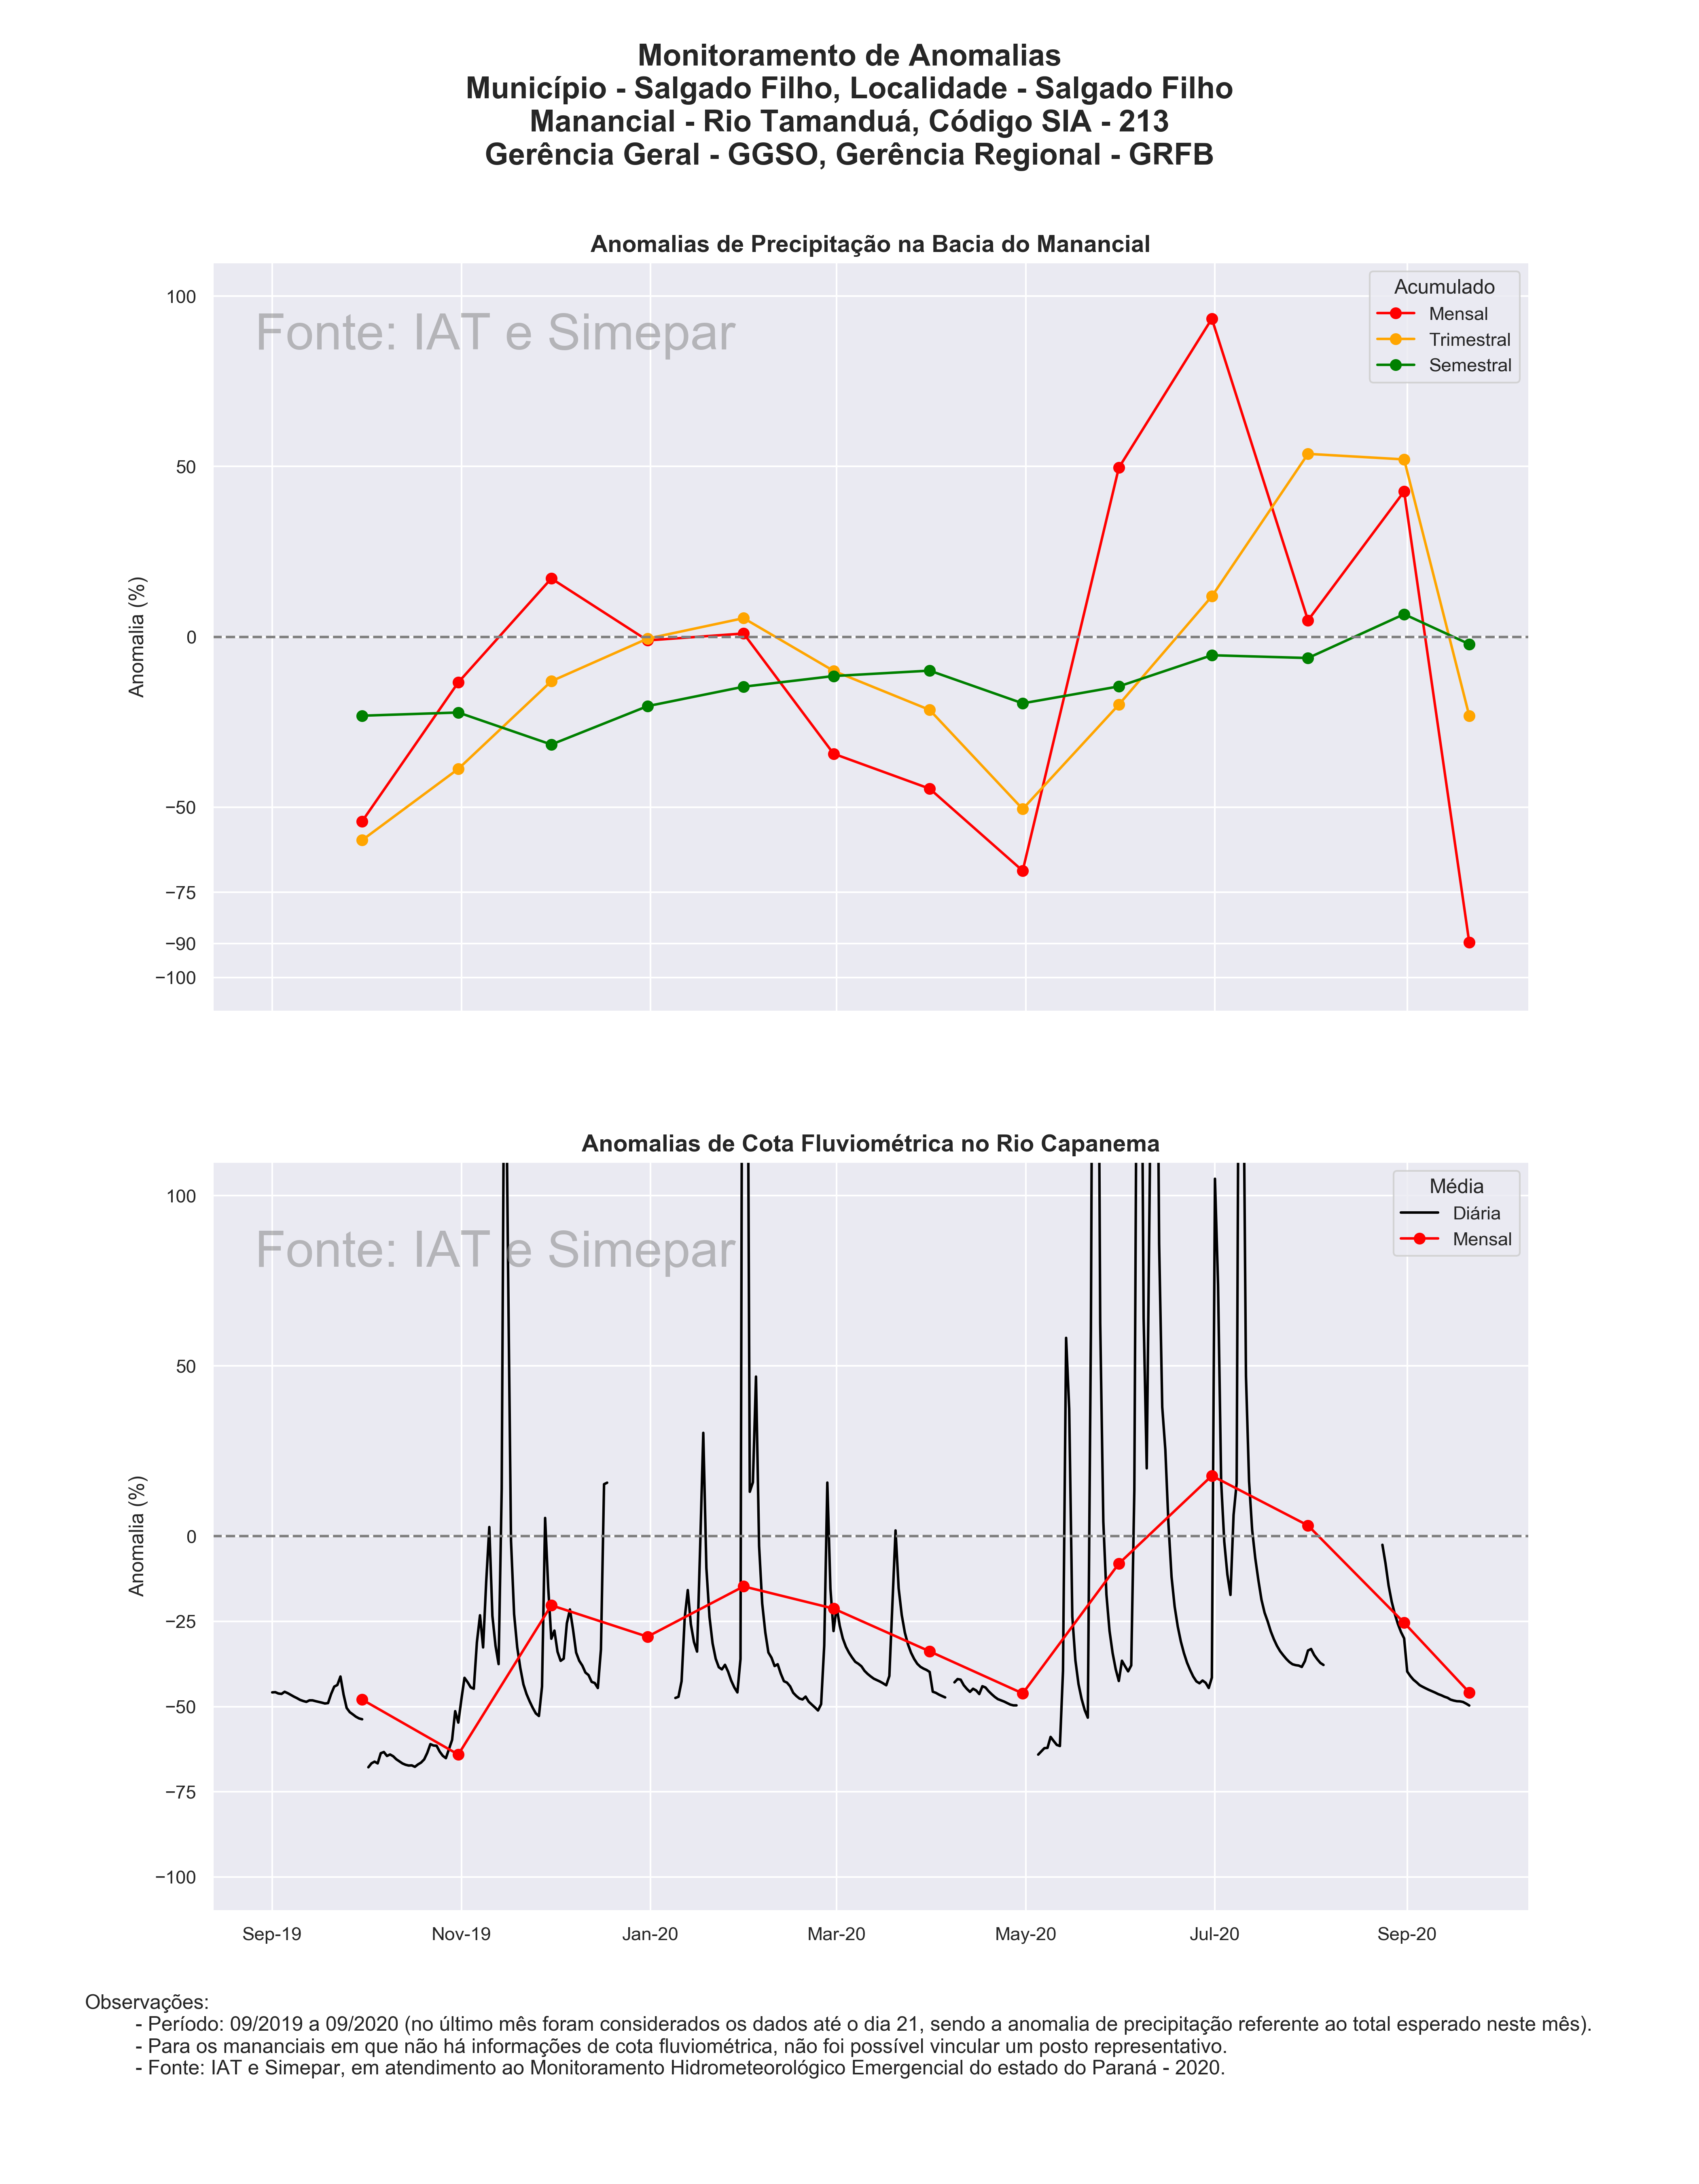 Monitoramento de Anomalias
Município - Salgado Filho, Localidade - Salgado Filho
Manancial - Rio Tamanduá, Código SIA - 213
Gerência Geral - GGSO, Gerência Regional - GRFB
Anomalias de Precipitação na Bacia do Manancial
Fonte: IAT e Simepar
Acumulado
Mensal
Trimestral
Semestral
Anomalia (%)
100
50
0
−50
−75
−90
−100
Anomalias de Cota Fluviométrica no Rio Capanema
Fonte: IAT e Simepar
Média
Diária
Mensal
Anomalia (%)
100
50
0
−25
−50
−75
−100
Sep-19 Nov-19 Jan-20 Mar-20 May-20 Jul-20 Sep-20
Observações:
- Período: 09/2019 a 09/2020 (no último mês foram considerados os dados até o dia 21, sendo a anomalia de precipitação referente ao total esperado neste mês).
- Para os mananciais em que não há informações de cota fluviométrica, não foi possível vincular um posto representativo.
- Fonte: IAT e Simepar, em atendimento ao Monitoramento Hidrometeorológico Emergencial do estado do Paraná - 2020.